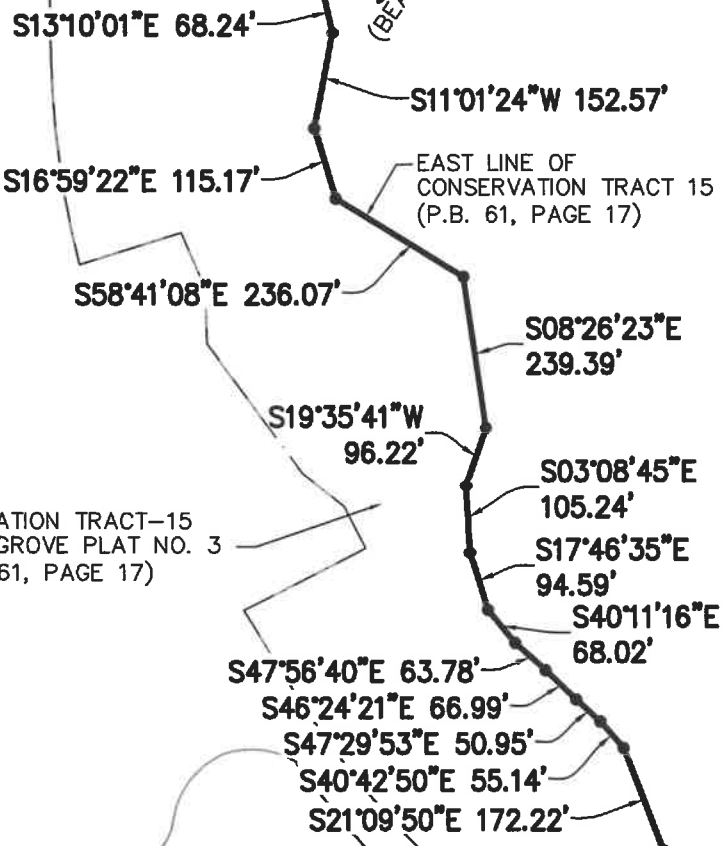 S13°10'01"E 68.24'
(BEA
S11°01'24"W 152.57'
S16°59'22"E 115.17'
EAST LINE OF
CONSERVATION TRACT 15
(P.B. 61, PAGE 17)
S58°41'08"E 236.07'
S08°26'23"E
239.39'
S19°35'41"W
96.22'
S03°08'45"E
105.24'
ATION TRACT-15
GROVE PLAT NO. 3
61, PAGE 17)
S17°46'35"E
94.59'
S40°11'16"E
68.02'
S47°56'40"E 63.78'
S46°24'21"E 66.99'
S47°29'53"E 50.95'
S40°42'50"E 55.14'
S21°09'50"E 172.22'